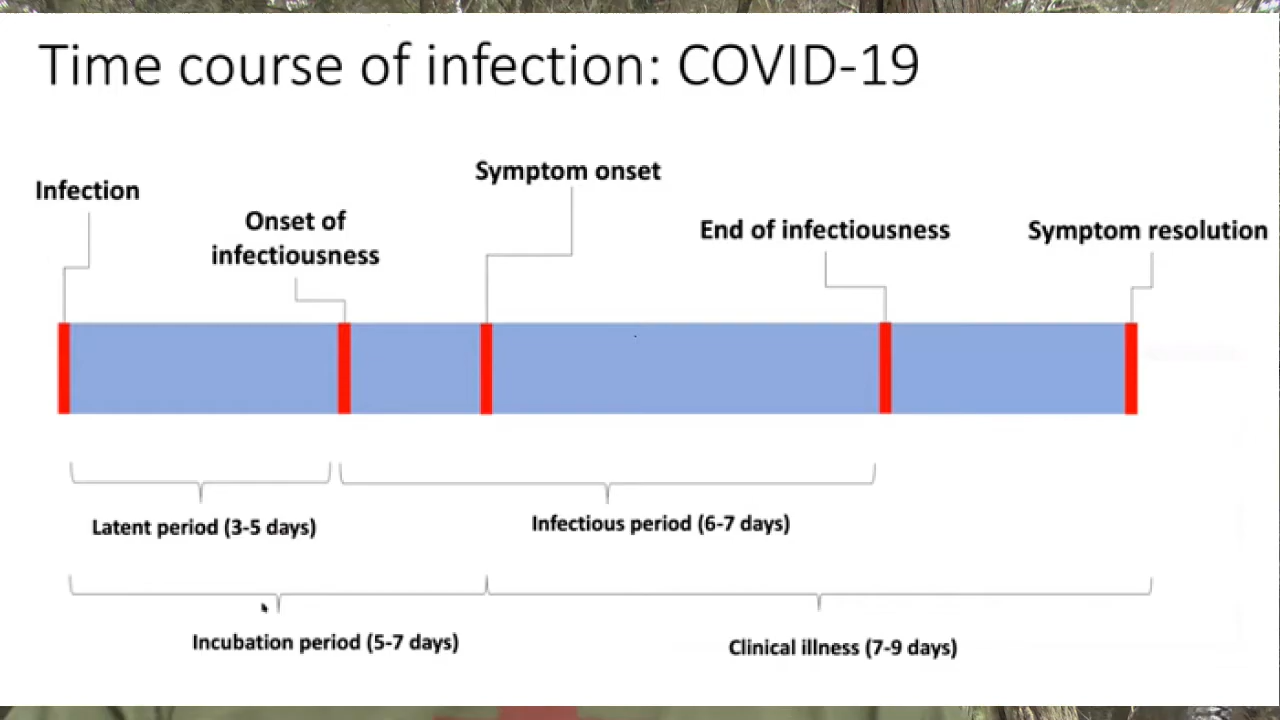 Time course of infection: COVID-19
Symptom onset
Infection
Onset of
infectiousness
End of infectiousness
Symptom resolution
Latent period (3-5 days)
Infectious period (6-7 days)
Incubation period (5-7 days)
Clinical illness (7-9 days)